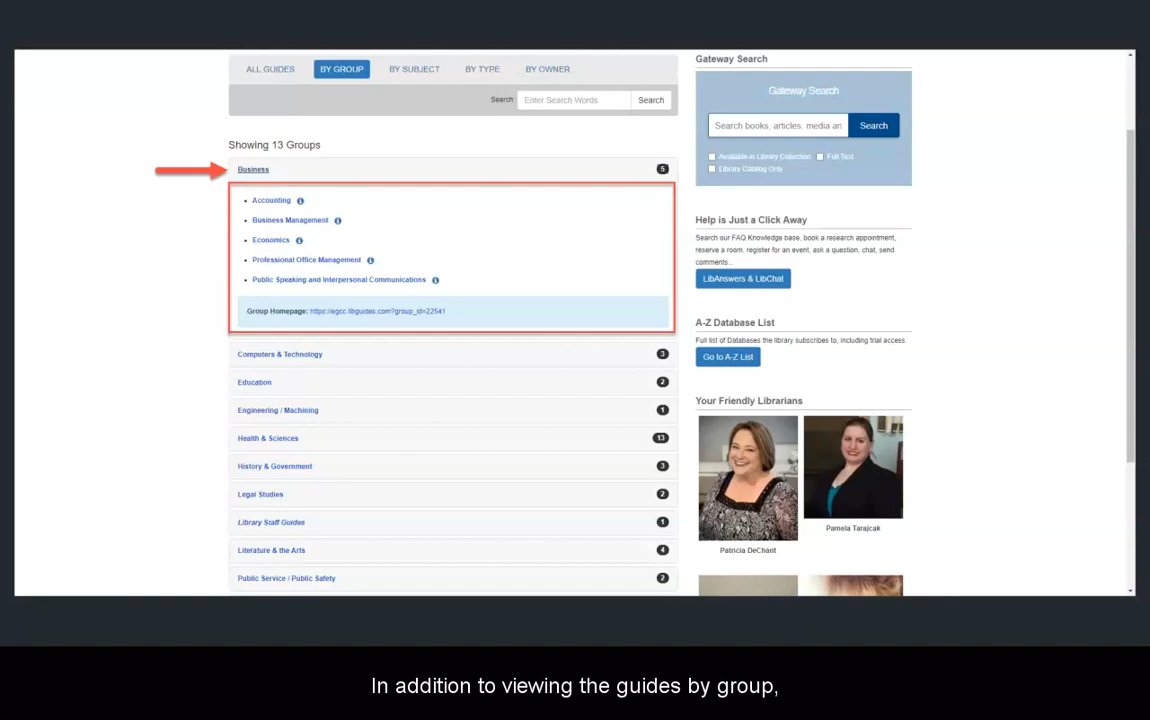 ALL GUIDES BY GROUP BY SUBJECT BY TYPE BY OWNER
Search: Enter Search Words Search
Showing 13 Groups
Business 5
Accounting
Business Management
Economics
Professional Office Management
Public Speaking and Interpersonal Communications
Group Homepage: https://egcc.libguides.com?group_id=22541
Computers & Technology 3
Education 2
Engineering / Machining 1
Health & Sciences 13
History & Government 3
Legal Studies 2
Library Staff Guides 1
Literature & the Arts 4
Public Service / Public Safety 2
Gateway Search
Gateway Search
Search books, articles, media an Search
Available in Library Collection Full Text
Library Catalog Only
Help is Just a Click Away
Search our FAQ Knowledge base, book a research appointment,
reserve a room, register for an event, ask a question, chat, send
comments...
LibAnswers & LibChat
A-Z Database List
Full list of Databases the library subscribes to, including trial access.
Go to A-Z List
Your Friendly Librarians
Patricia DeChant
Pamela Tarajcak
In addition to viewing the guides by group,